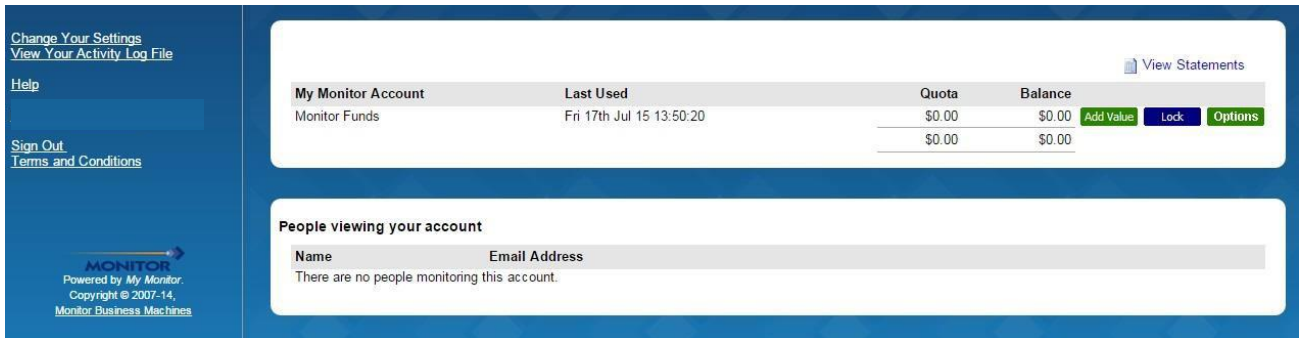 Change Your Settings
View Your Activity Log File
Help
Sign Out
Terms and Conditions
MONITOR
Powered by My Monitor.
Copyright © 2007-14,
Monitor Business Machines
View Statements
My Monitor Account Last Used Quota Balance
Monitor Funds Fri 17th Jul 15 13:50:20 $0.00 $0.00 Add Value Lock Options
$0.00 $0.00
People viewing your account
Name Email Address
There are no people monitoring this account.